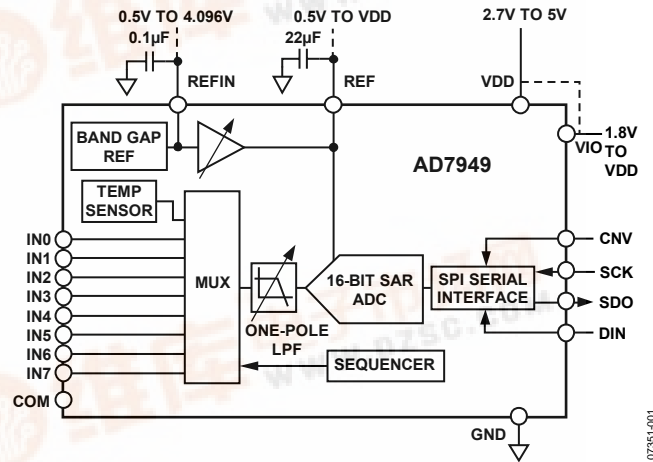 0.5V TO 4.096V
0.1µF
REFIN
0.5V TO VDD
22µF
REF
2.7V TO 5V
VDD
BAND GAP
REF
AD7949
1.8V
VIO TO
VDD
TEMP
SENSOR
IN0
IN1
IN2
IN3
IN4
IN5
IN6
IN7
COM
MUX
ONE-POLE
LPF
16-BIT SAR
ADC
SPI SERIAL
INTERFACE
CNV
SCK
SDO
DIN
SEQUENCER
GND
07351-001